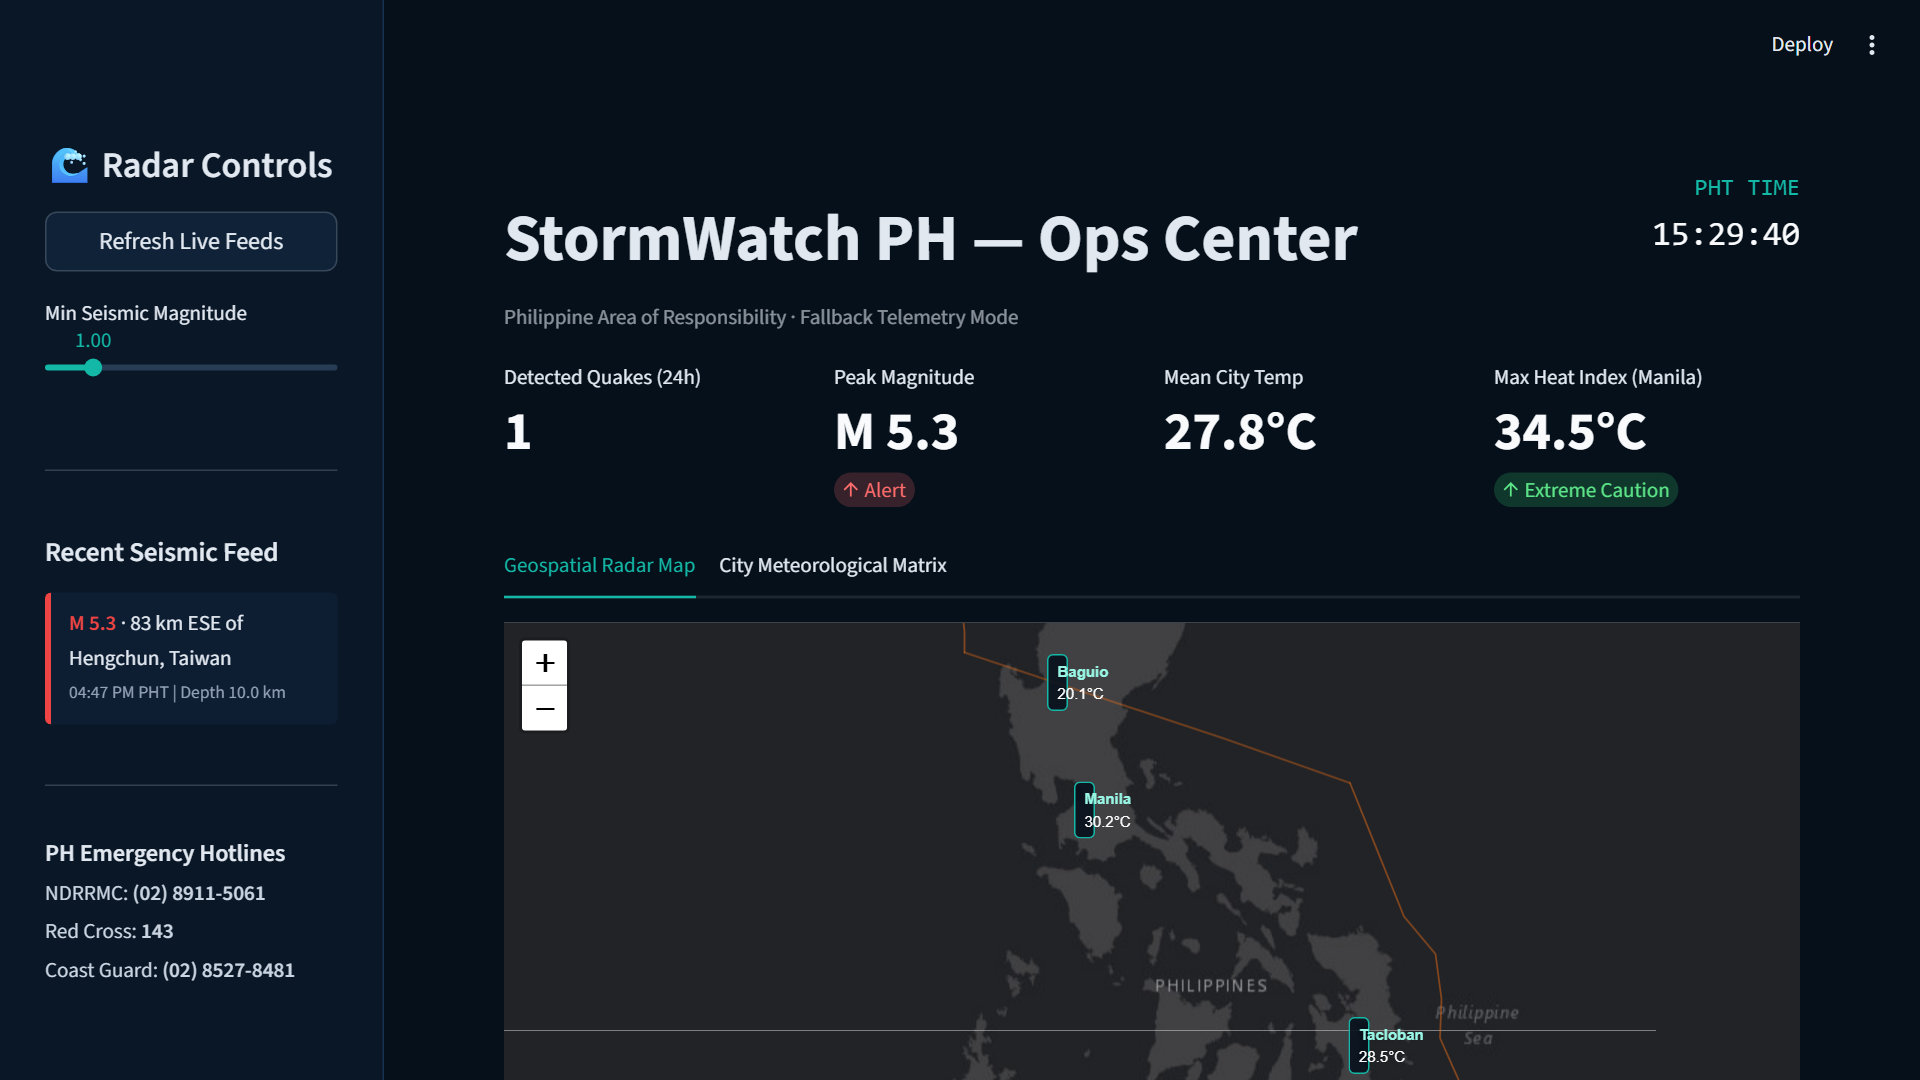 Deploy
Radar Controls
Refresh Live Feeds
Min Seismic Magnitude
1.00
Recent Seismic Feed
M 5.3 · 83 km ESE of
Hengchun, Taiwan
04:47 PM PHT | Depth 10.0 km
PH Emergency Hotlines
NDRRMC: (02) 8911-5061
Red Cross: 143
Coast Guard: (02) 8527-8481
PHT TIME
15:29:40
StormWatch PH — Ops Center
Philippine Area of Responsibility · Fallback Telemetry Mode
Detected Quakes (24h)
1
Peak Magnitude
M 5.3
↑ Alert
Mean City Temp
27.8°C
Max Heat Index (Manila)
34.5°C
↑ Extreme Caution
Geospatial Radar Map
City Meteorological Matrix
+
−
Baguio
20.1°C
Manila
30.2°C
PHILIPPINES
Philippine
Sea
Tacloban
28.5°C